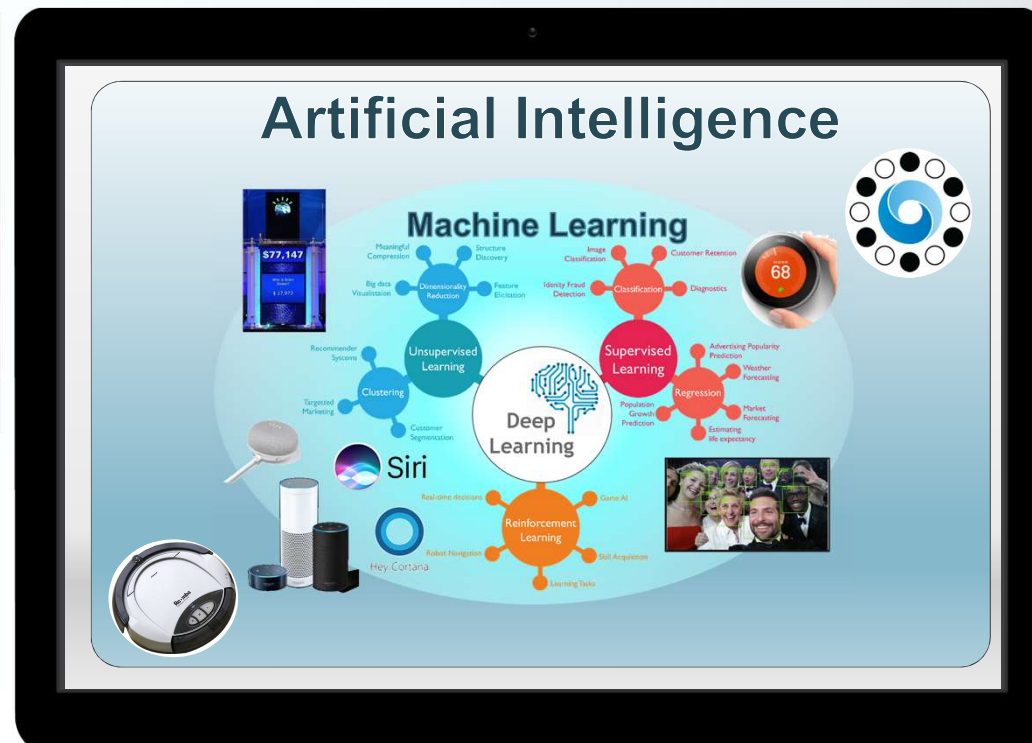 Artificial Intelligence
Machine Learning
Meaningful
Compression
Structure
Discovery
Big data
Visualisation
Dimensionality
Reduction
Feature
Elicitation
Unsupervised
Learning
Recommender
Systems
Clustering
Targeted
Marketing
Customer
Segmentation
Image
Classification
Customer Retention
Idenity Fraud
Detection
Classification
Diagnostics
Supervised
Learning
Advertising Popularity
Prediction
Weather
Forecasting
Regression
Population
Growth
Prediction
Market
Forecasting
Estimating
life expectancy
Deep
Learning
Real-time decisions
Game AI
Reinforcement
Learning
Robot Navigation
Skill Acquisition
Learning Tasks
$77,147
$ 17,973
68
Siri
Hey Cortana